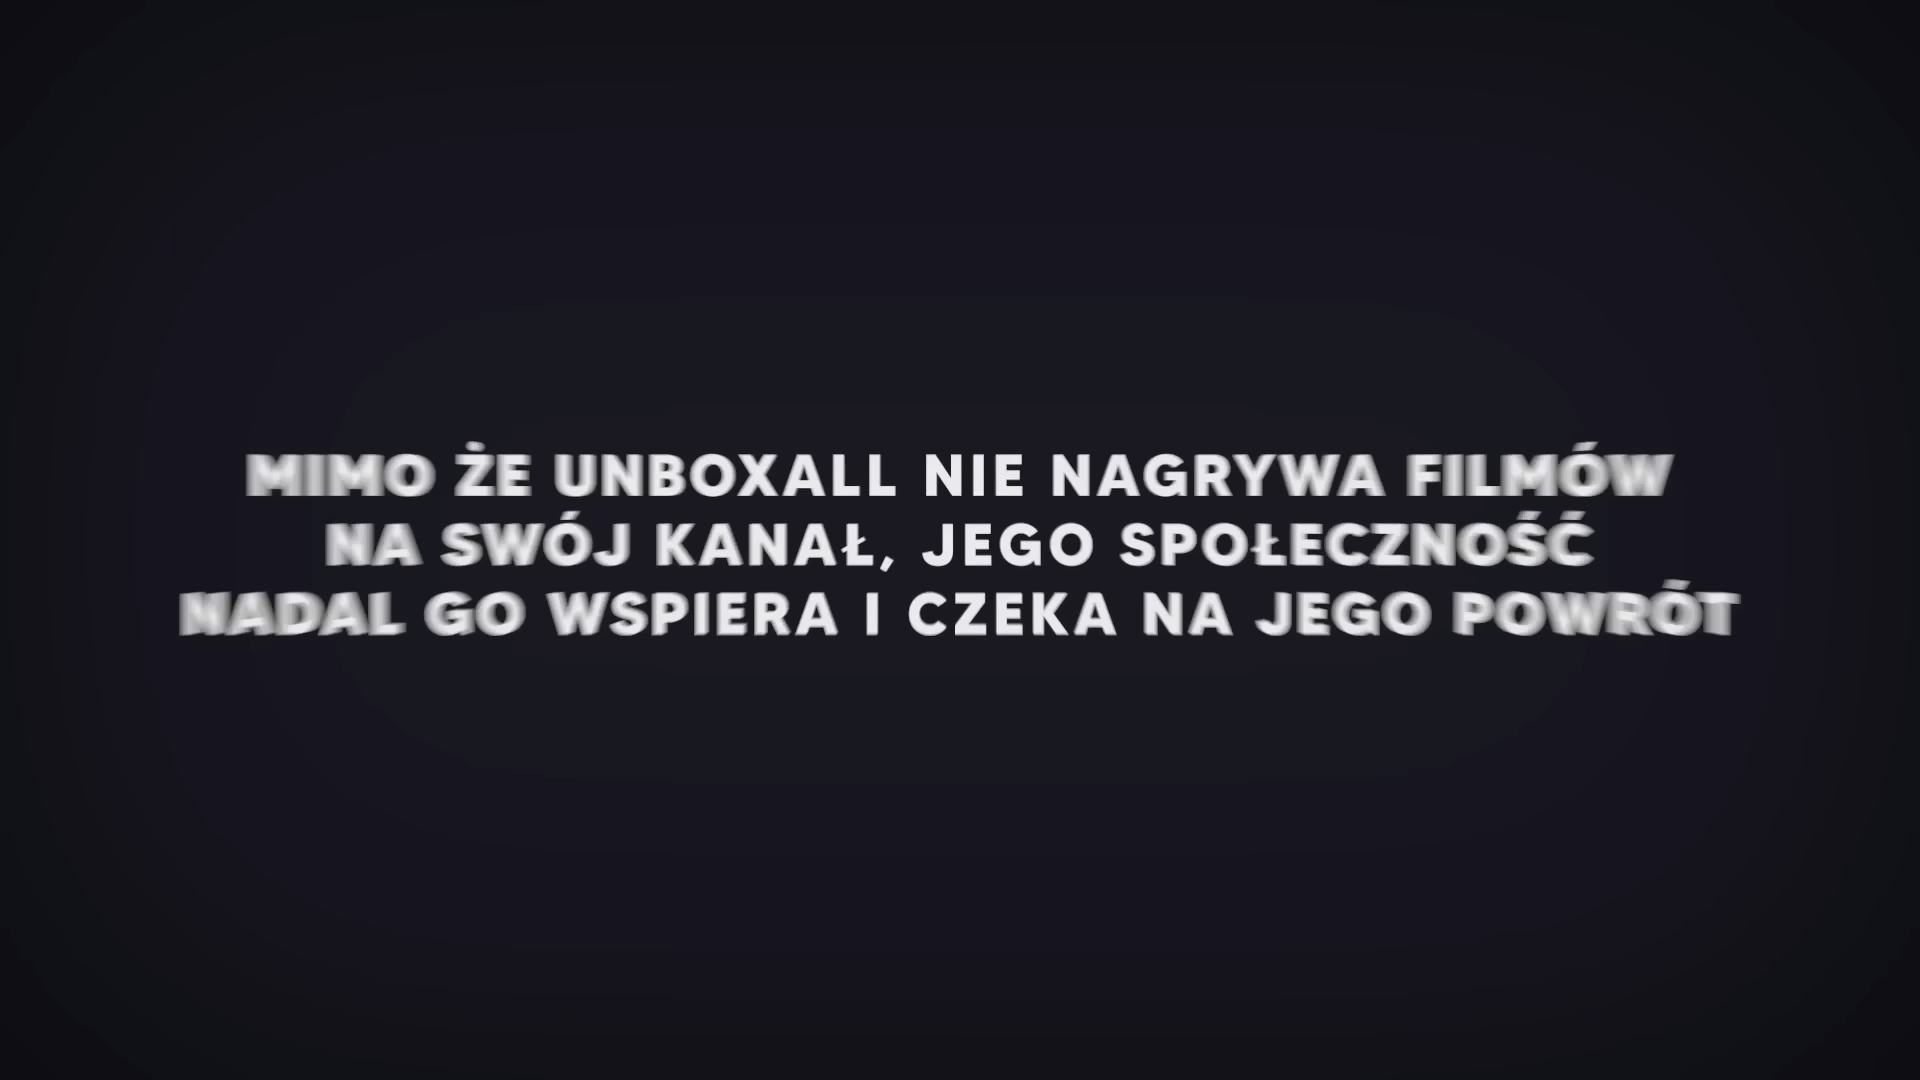 MIMO ŻE UNBOXALL NIE NAGRYWA FILMÓW
NA SWÓJ KANAŁ, JEGO SPOŁECZNOŚĆ
NADAL GO WSPIERA I CZEKA NA JEGO POWRÓT